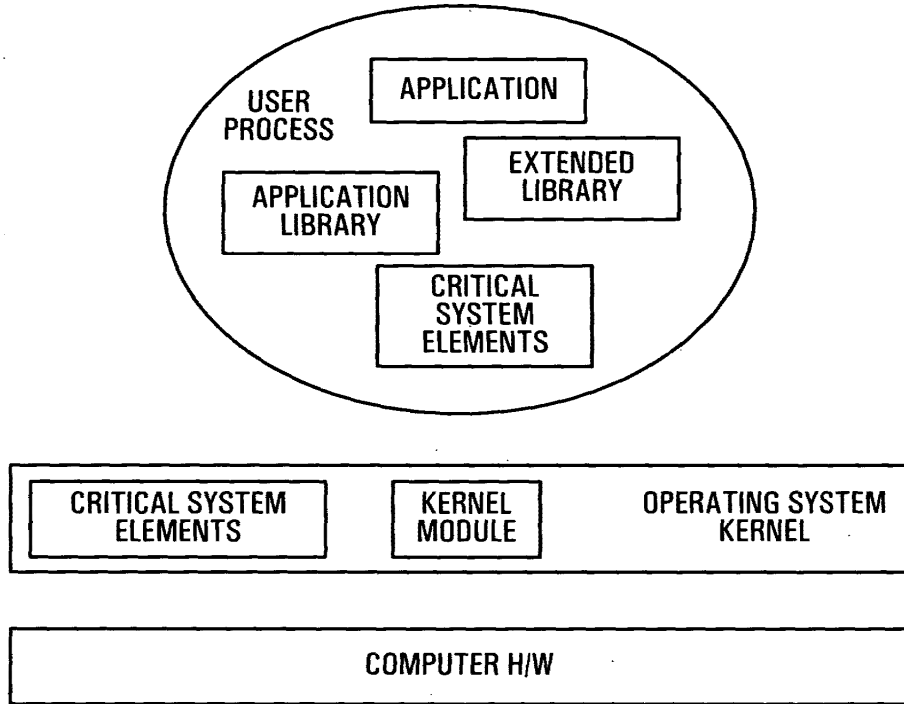 APPLICATION
USER
PROCESS
EXTENDED
LIBRARY
APPLICATION
LIBRARY
CRITICAL
SYSTEM
ELEMENTS
CRITICAL SYSTEM
ELEMENTS
KERNEL
MODULE
OPERATING SYSTEM
KERNEL
COMPUTER H/W